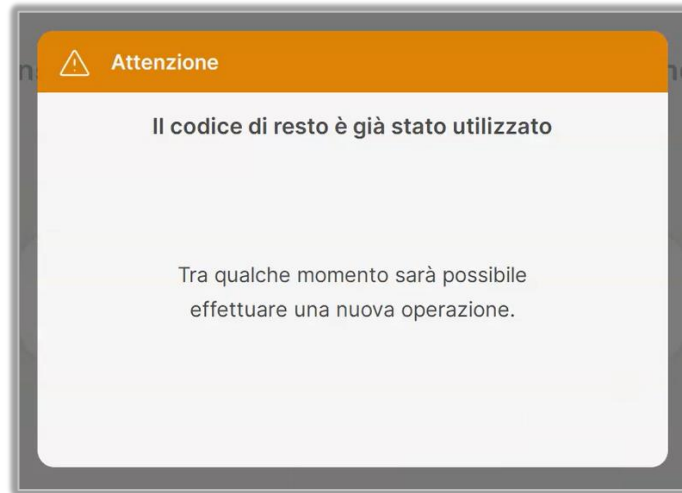 Attenzione
Il codice di resto è già stato utilizzato
Tra qualche momento sarà possibile
effettuare una nuova operazione.